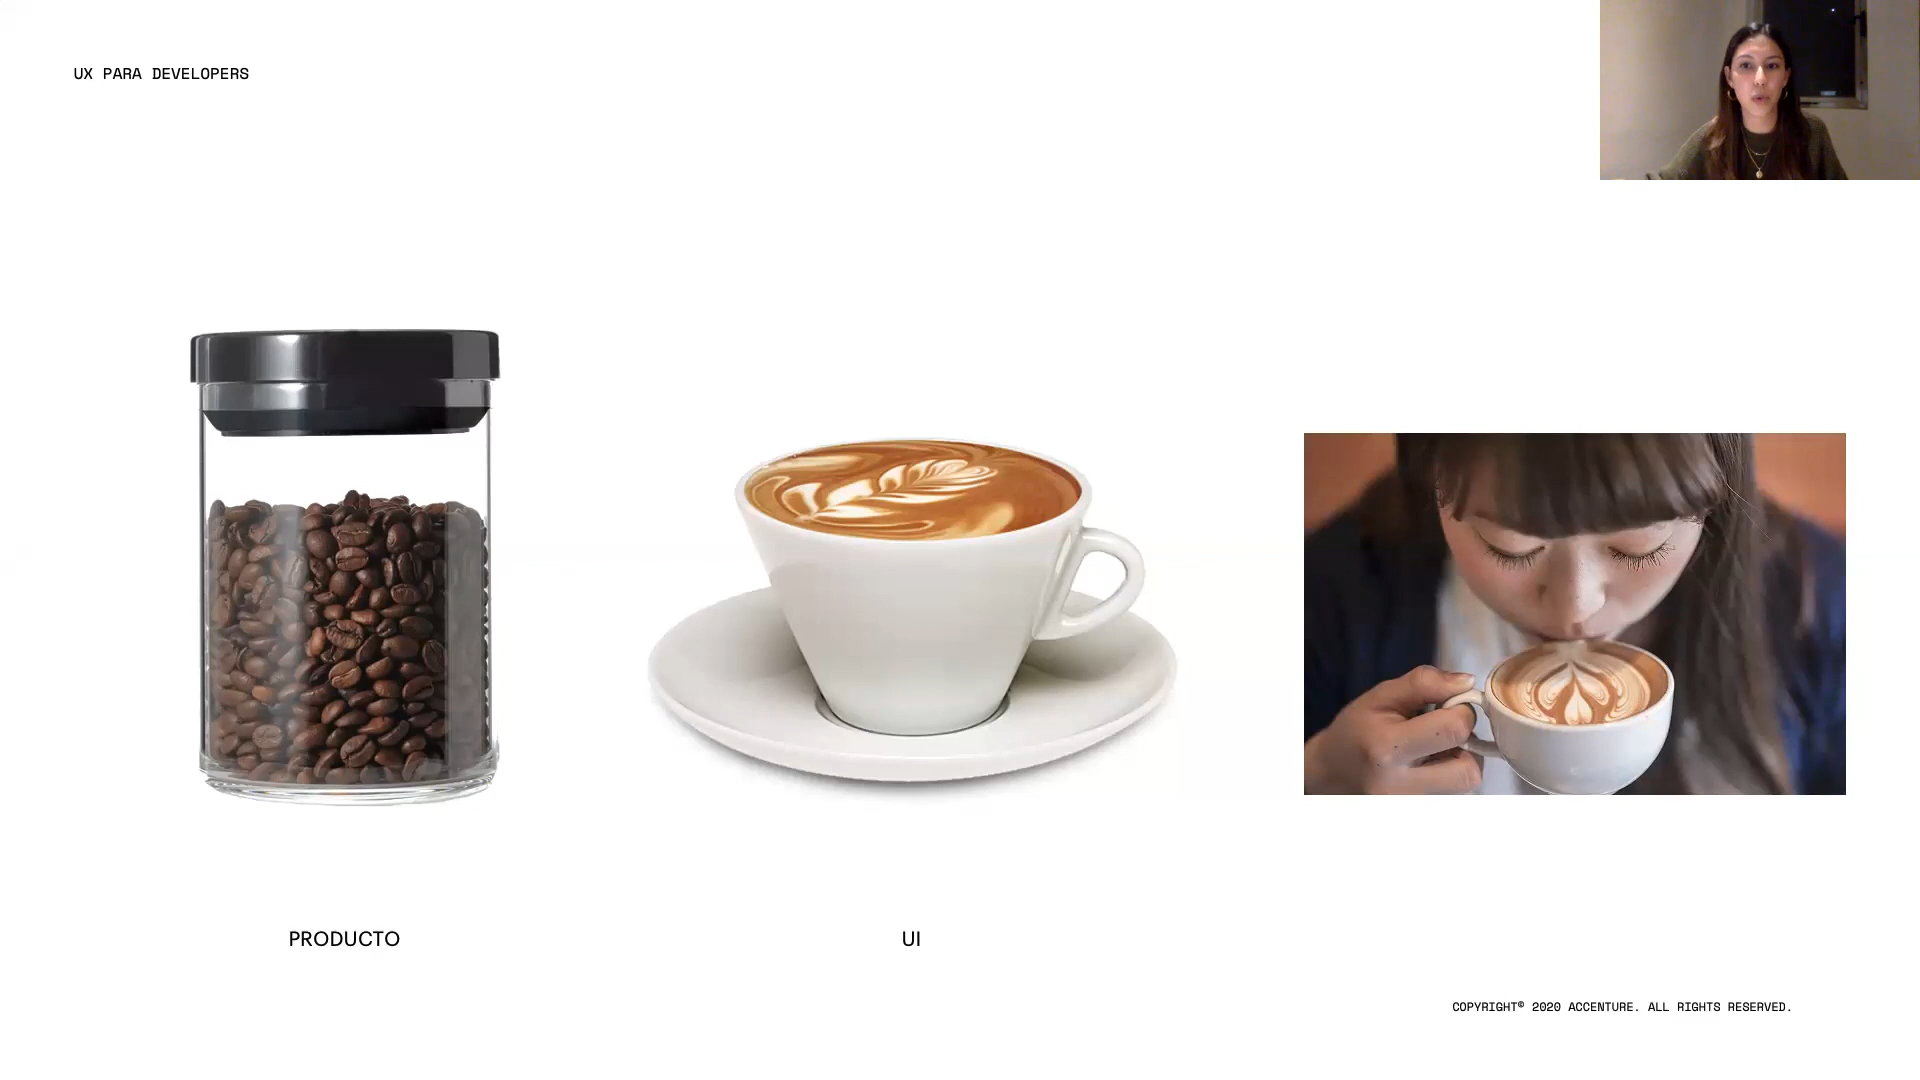 UX PARA DEVELOPERS
PRODUCTO
UI
COPYRIGHT© 2020 ACCENTURE. ALL RIGHTS RESERVED.